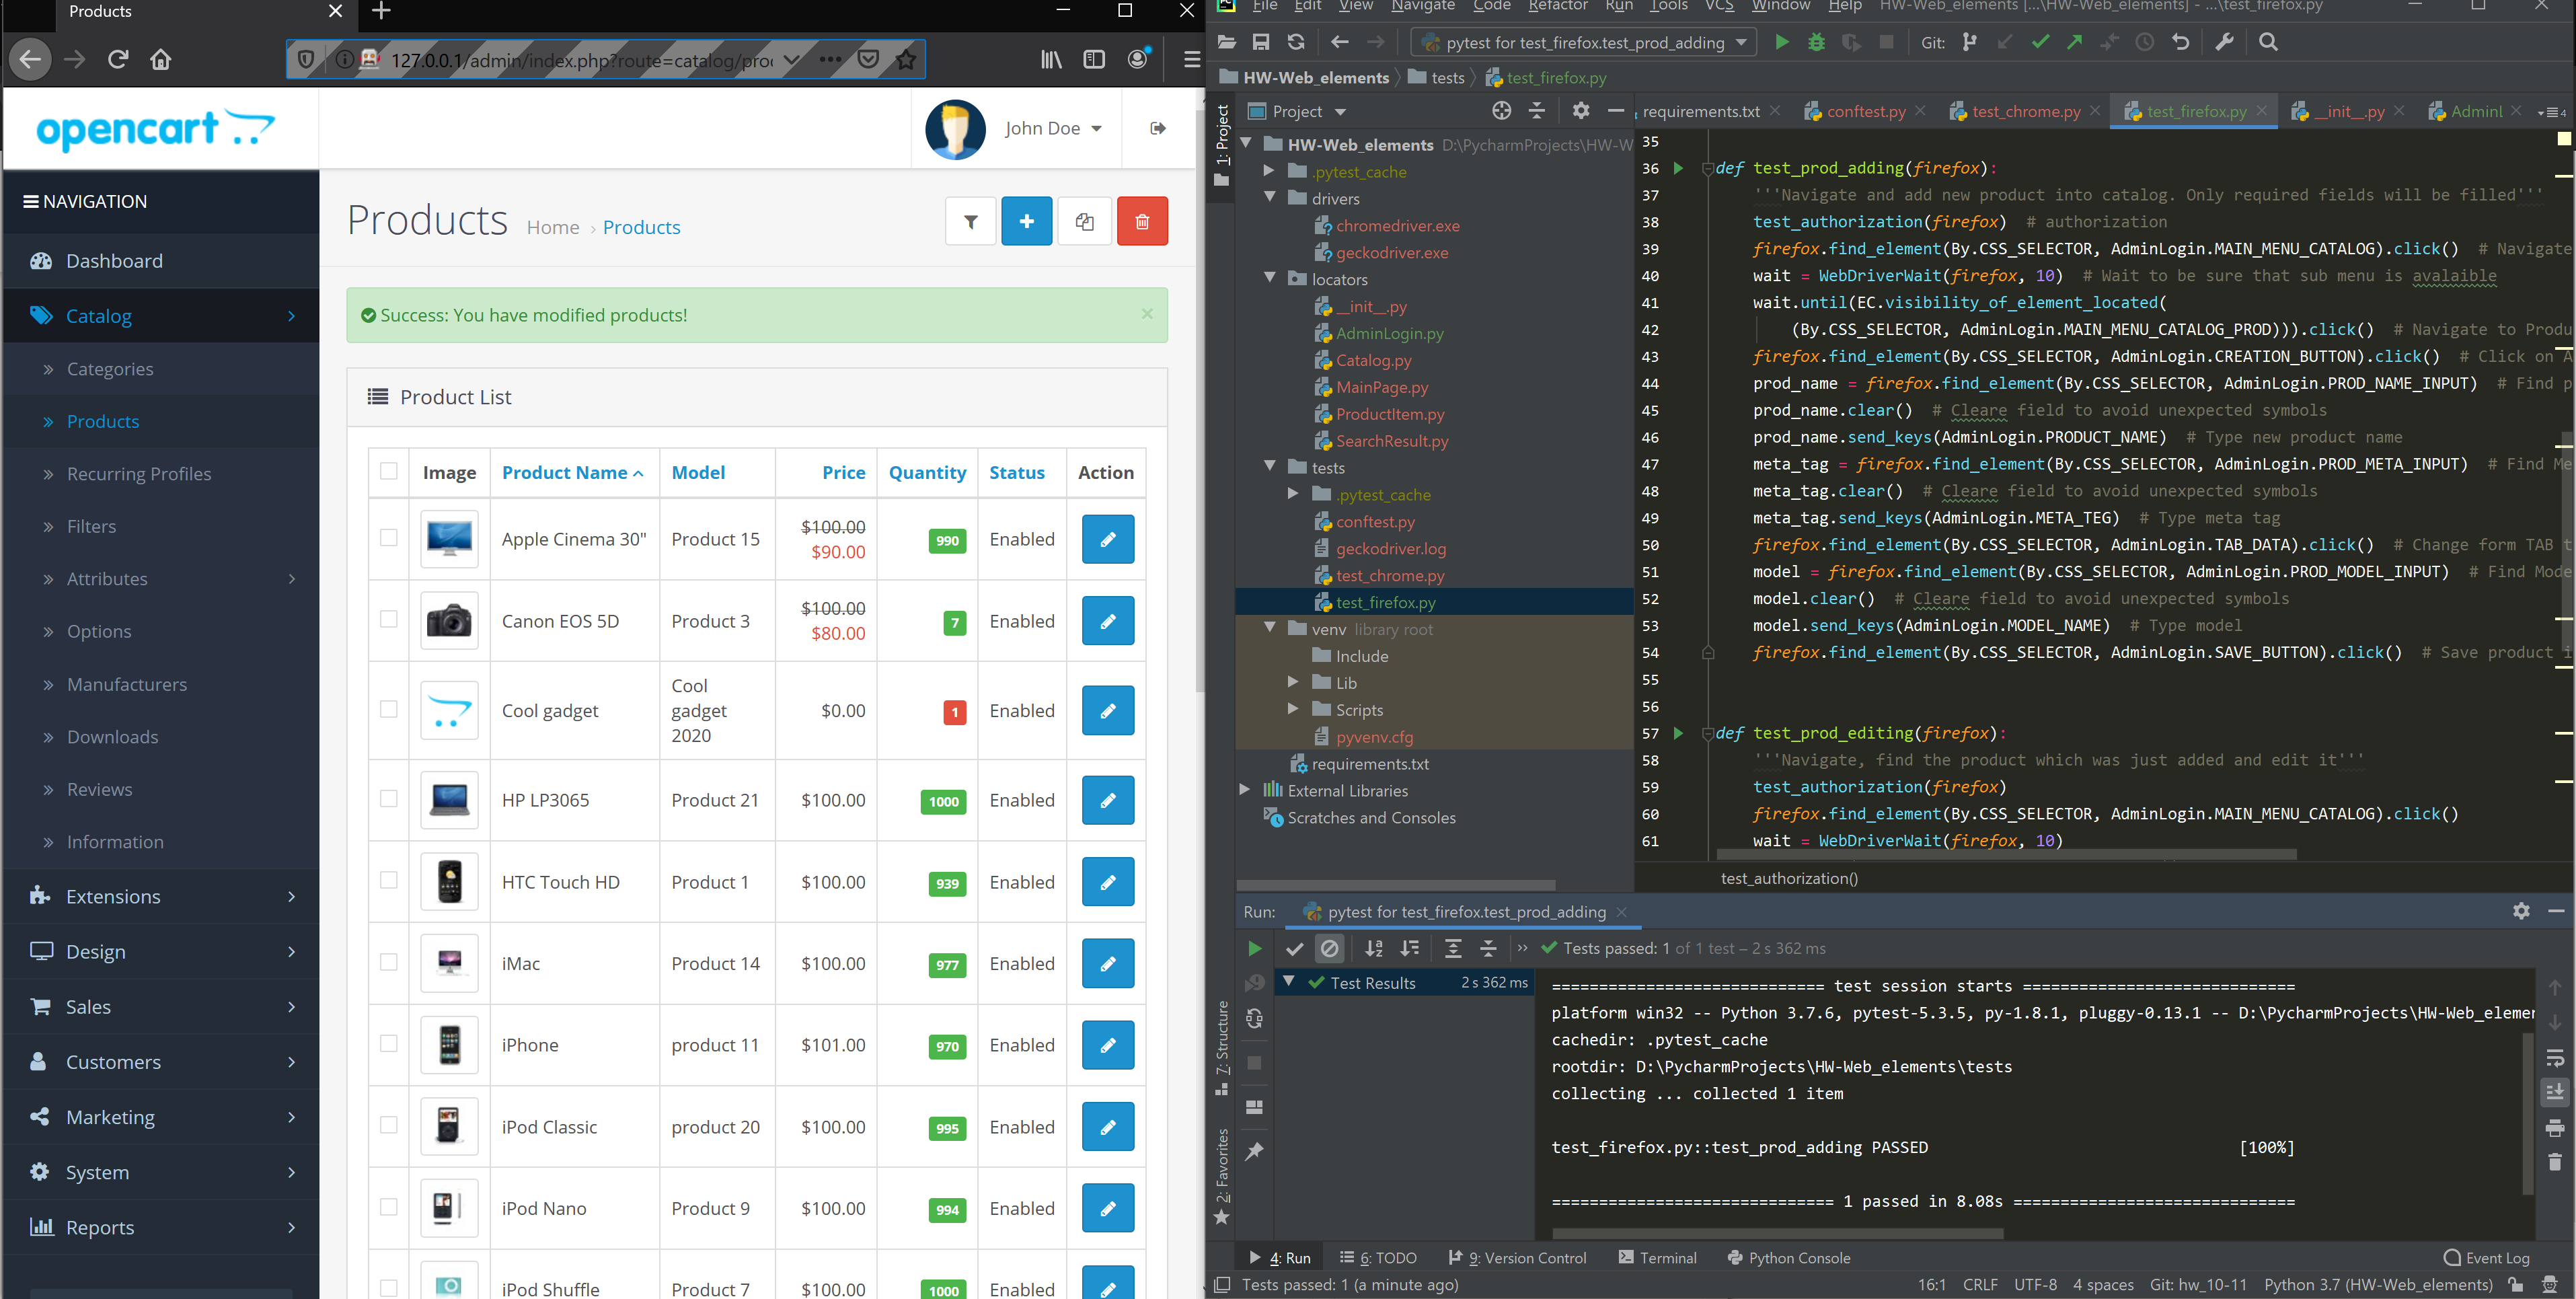 Products
127.0.0.1/admin/index.php?route=catalog/pro
opencart
John Doe
NAVIGATION
Dashboard
Catalog
Categories
Products
Recurring Profiles
Filters
Attributes
Options
Manufacturers
Downloads
Reviews
Information
Extensions
Design
Sales
Customers
Marketing
System
Reports
Products Home › Products
Success: You have modified products! ×
Product List
Image Product Name Model Price Quantity Status Action
Apple Cinema 30" Product 15 $100.00 $90.00 990 Enabled
Canon EOS 5D Product 3 $100.00 $80.00 7 Enabled
Cool gadget Cool gadget 2020 $0.00 1 Enabled
HP LP3065 Product 21 $100.00 1000 Enabled
HTC Touch HD Product 1 $100.00 939 Enabled
iMac Product 14 $100.00 977 Enabled
iPhone product 11 $101.00 970 Enabled
iPod Classic product 20 $100.00 995 Enabled
iPod Nano Product 9 $100.00 994 Enabled
iPod Shuffle Product 7 $100.00 1000 Enabled
File Edit View Navigate Code Refactor Run Tools VCS Window Help HW-Web_elements [...\HW-Web_elements] - ...\test_firefox.py
pytest for test_firefox.test_prod_adding Git:
HW-Web_elements tests test_firefox.py
1: Project
Project
requirements.txt conftest.py test_chrome.py test_firefox.py __init__.py AdminL
HW-Web_elements D:\PycharmProjects\HW-W
.pytest_cache
drivers
chromedriver.exe
geckodriver.exe
locators
__init__.py
AdminLogin.py
Catalog.py
MainPage.py
ProductItem.py
SearchResult.py
tests
.pytest_cache
conftest.py
geckodriver.log
test_chrome.py
test_firefox.py
venv library root
Include
Lib
Scripts
pyvenv.cfg
requirements.txt
External Libraries
Scratches and Consoles
35
36 def test_prod_adding(firefox):
37 '''Navigate and add new product into catalog. Only required fields will be filled'''
38 test_authorization(firefox) # authorization
39 firefox.find_element(By.CSS_SELECTOR, AdminLogin.MAIN_MENU_CATALOG).click() # Navigate
40 wait = WebDriverWait(firefox, 10) # Wait to be sure that sub menu is avalaible
41 wait.until(EC.visibility_of_element_located(
42 (By.CSS_SELECTOR, AdminLogin.MAIN_MENU_CATALOG_PROD))).click() # Navigate to Produ
43 firefox.find_element(By.CSS_SELECTOR, AdminLogin.CREATION_BUTTON).click() # Click on A
44 prod_name = firefox.find_element(By.CSS_SELECTOR, AdminLogin.PROD_NAME_INPUT) # Find p
45 prod_name.clear() # Cleare field to avoid unexpected symbols
46 prod_name.send_keys(AdminLogin.PRODUCT_NAME) # Type new product name
47 meta_tag = firefox.find_element(By.CSS_SELECTOR, AdminLogin.PROD_META_INPUT) # Find Me
48 meta_tag.clear() # Cleare field to avoid unexpected symbols
49 meta_tag.send_keys(AdminLogin.META_TEG) # Type meta tag
50 firefox.find_element(By.CSS_SELECTOR, AdminLogin.TAB_DATA).click() # Change form TAB t
51 model = firefox.find_element(By.CSS_SELECTOR, AdminLogin.PROD_MODEL_INPUT) # Find Mode
52 model.clear() # Cleare field to avoid unexpected symbols
53 model.send_keys(AdminLogin.MODEL_NAME) # Type model
54 firefox.find_element(By.CSS_SELECTOR, AdminLogin.SAVE_BUTTON).click() # Save product i
55
56
57 def test_prod_editing(firefox):
58 '''Navigate, find the product which was just added and edit it'''
59 test_authorization(firefox)
60 firefox.find_element(By.CSS_SELECTOR, AdminLogin.MAIN_MENU_CATALOG).click()
61 wait = WebDriverWait(firefox, 10)
test_authorization()
Run: pytest for test_firefox.test_prod_adding
Tests passed: 1 of 1 test – 2 s 362 ms
Test Results 2 s 362 ms
============================= test session starts =============================
platform win32 -- Python 3.7.6, pytest-5.3.5, py-1.8.1, pluggy-0.13.1 -- D:\PycharmProjects\HW-Web_elemen
cachedir: .pytest_cache
rootdir: D:\PycharmProjects\HW-Web_elements\tests
collecting ... collected 1 item
test_firefox.py::test_prod_adding PASSED [100%]
============================== 1 passed in 8.08s ==============================
7: Structure
2: Favorites
4: Run 6: TODO 9: Version Control Terminal Python Console Event Log
Tests passed: 1 (a minute ago) 16:1 CRLF UTF-8 4 spaces Git: hw_10-11 Python 3.7 (HW-Web_elements)